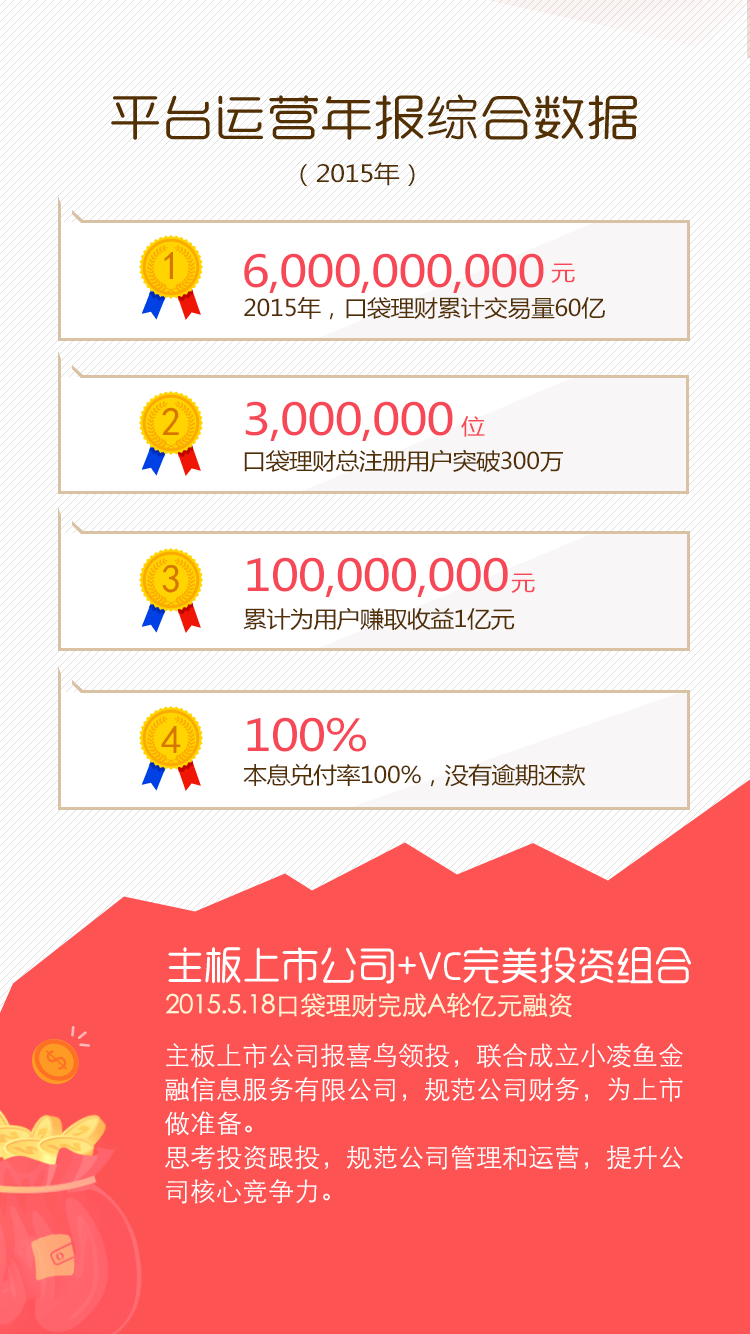 平台运营年报综合数据
（2015年）
1
6,000,000,000元
2015年，口袋理财累计交易量60亿
2
3,000,000位
口袋理财总注册用户突破300万
3
100,000,000元
累计为用户赚取收益1亿元
4
100%
本息兑付率100%，没有逾期还款
主板上市公司+VC完美投资组合
2015.5.18口袋理财完成A轮亿元融资
主板上市公司报喜鸟领投，联合成立小凌鱼金
融信息服务有限公司，规范公司财务，为上市
做准备。
思考投资跟投，规范公司管理和运营，提升公
司核心竞争力。